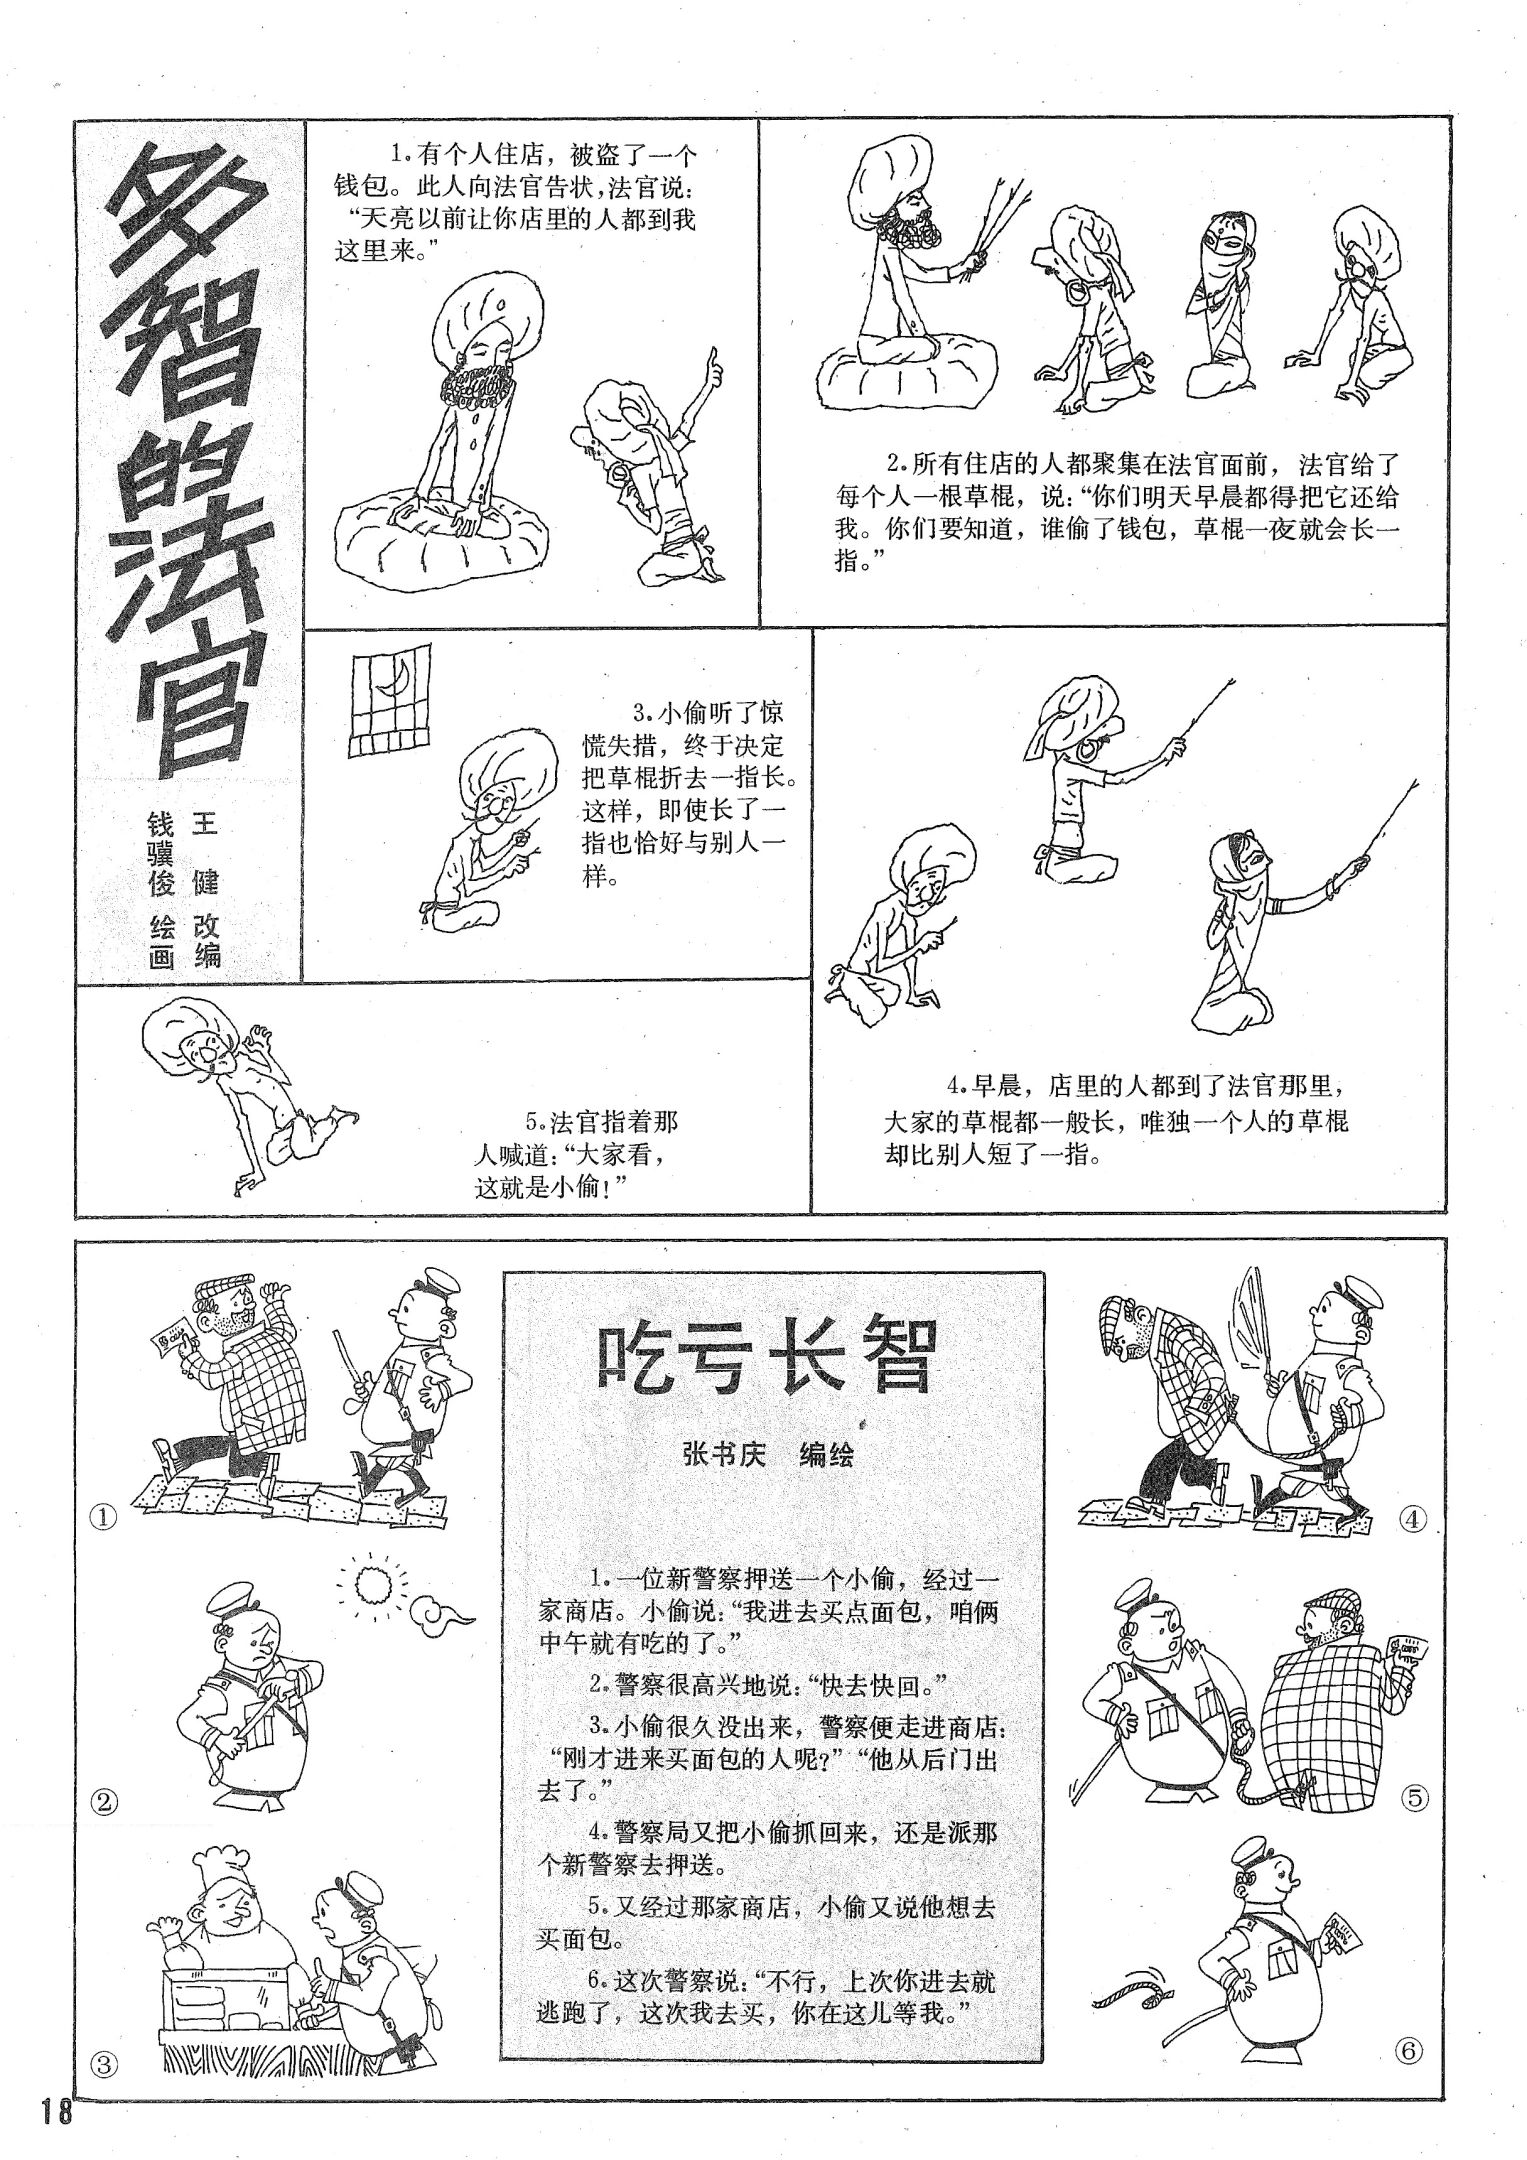 多智的法官
王健 改编
钱骥俊 绘画
1。有个人住店，被盗了一个
钱包。此人向法官告状，法官说：
“天亮以前让你店里的人都到我
这里来。”
2。所有住店的人都聚集在法官面前，法官给了
每个人一根草棍，说：“你们明天早晨都得把它还给
我。你们要知道，谁偷了钱包，草棍一夜就会长一
指。”
3。小偷听了惊
慌失措，终于决定
把草棍折去一指长。
这样，即使长了一
指也恰好与别人一
样。
4。早晨，店里的人都到了法官那里，
大家的草棍都一般长，唯独一个人的草棍
却比别人短了一指。
5。法官指着那
人喊道：“大家看，
这就是小偷！”
吃亏长智
张书庆 编绘
1。一位新警察押送一个小偷，经过一
家商店。小偷说：“我进去买点面包，咱俩
中午就有吃的了。”
2。警察很高兴地说：“快去快回。”
3。小偷很久没出来，警察便走进商店：
“刚才进来买面包的人呢？”“他从后门出
去了。”
4。警察局又把小偷抓回来，还是派那
个新警察去押送。
5。又经过那家商店，小偷又说他想去
买面包。
6。这次警察说：“不行，上次你进去就
逃跑了，这次我去买，你在这儿等我。”
①
②
③
④
⑤
⑥
18